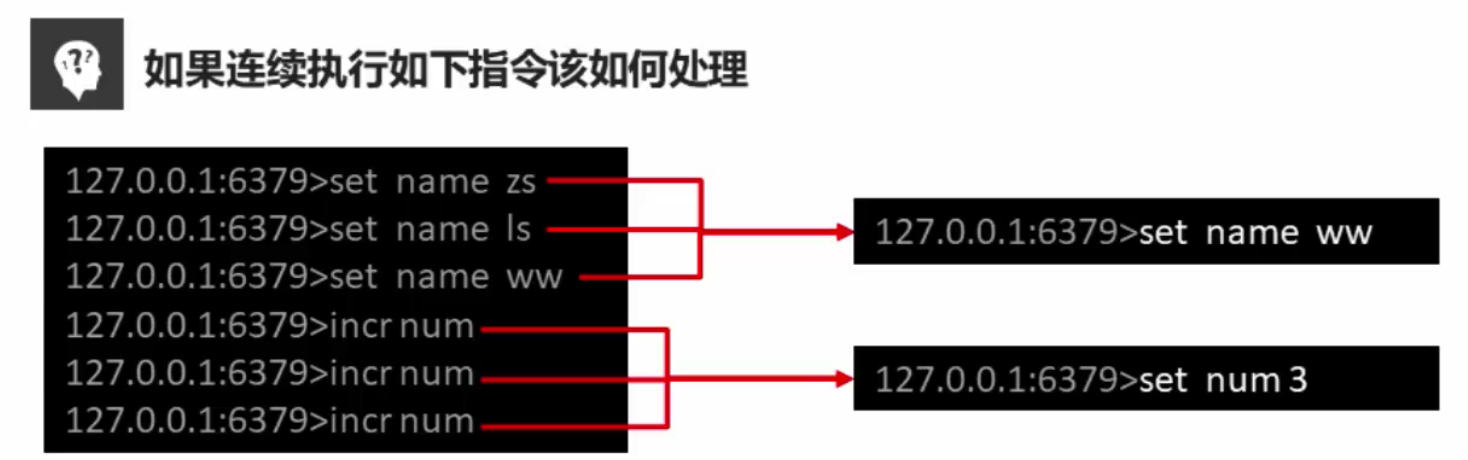 如果连续执行如下指令该如何处理
127.0.0.1:6379>set name zs
127.0.0.1:6379>set name ls
127.0.0.1:6379>set name ww
127.0.0.1:6379>incr num
127.0.0.1:6379>incr num
127.0.0.1:6379>incr num
127.0.0.1:6379>set name ww
127.0.0.1:6379>set num 3